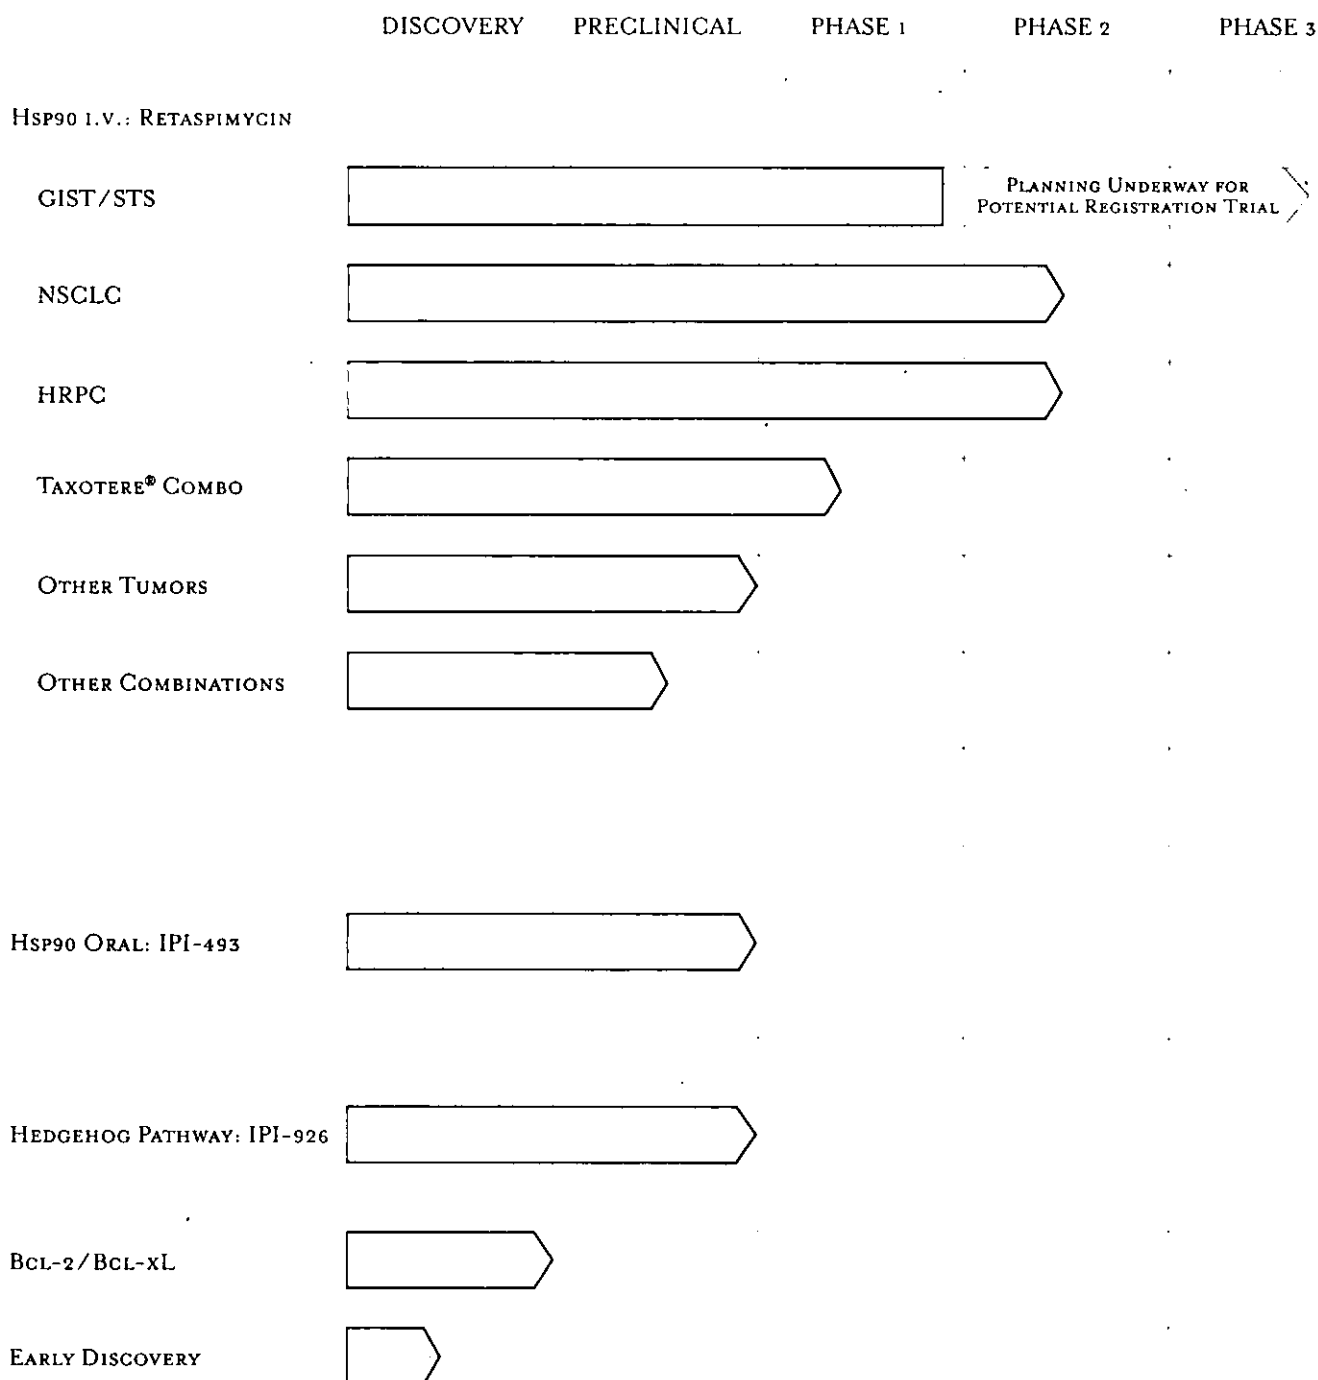 DISCOVERY PRECLINICAL PHASE 1 PHASE 2 PHASE 3
HSP90 I.V.: RETASPIMYCIN
GIST/STS
PLANNING UNDERWAY FOR
POTENTIAL REGISTRATION TRIAL
NSCLC
HRPC
TAXOTERE® COMBO
OTHER TUMORS
OTHER COMBINATIONS
HSP90 ORAL: IPI-493
HEDGEHOG PATHWAY: IPI-926
BCL-2/BCL-XL
EARLY DISCOVERY